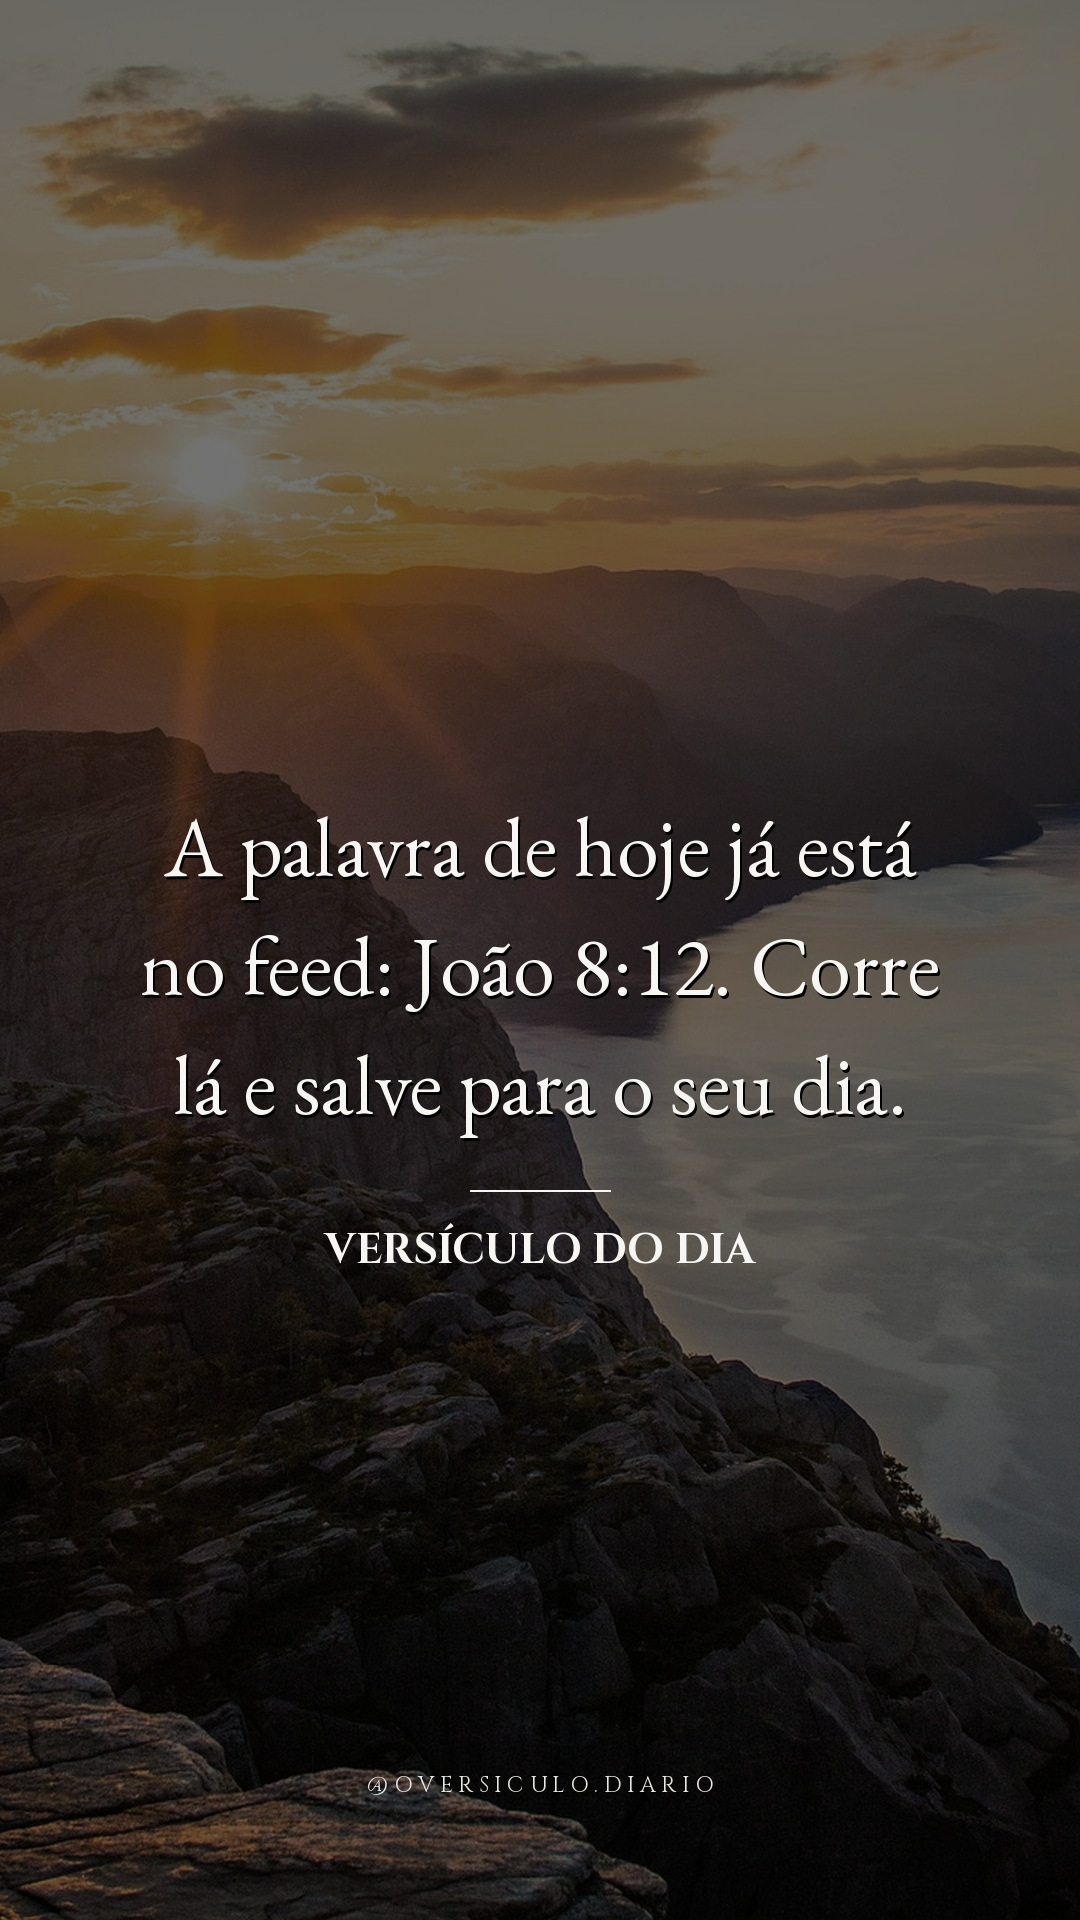 A palavra de hoje já está
no feed: João 8:12. Corre
lá e salve para o seu dia.
VERSÍCULO DO DIA
@OVERSICULO.DIARIO